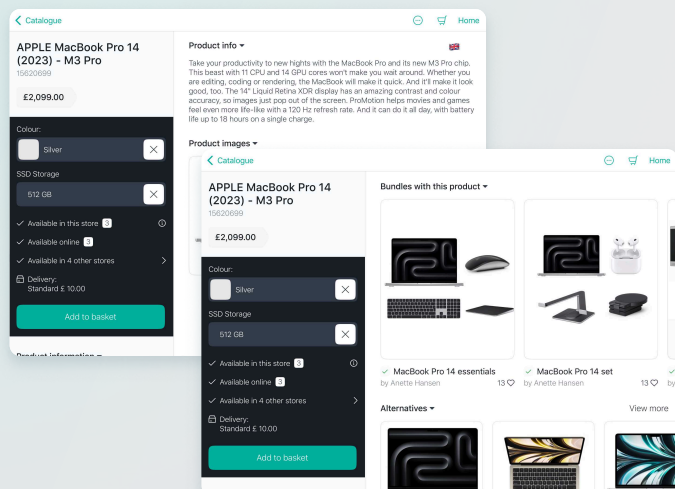 Catalogue
Home
APPLE MacBook Pro 14
(2023) - M3 Pro
15620699
£2,099.00
Colour:
Silver
SSD Storage
512 GB
Available in this store 3
Available online 3
Available in 4 other stores
Delivery:
Standard £ 10.00
Add to basket
Product information
Product info
Take your productivity to new hights with the MacBook Pro and its new M3 Pro chip.
This beast with 11 CPU and 14 GPU cores won't make you wait around. Whether you
are editing, coding or rendering, the MacBook will make it quick. And it'll make it look
good, too. The 14" Liquid Retina XDR display has an amazing contrast and colour
accuracy, so images just pop out of the screen. ProMotion helps movies and games
feel even more life-like with a 120 Hz refresh rate. And it can do it all day, with battery
life up to 18 hours on a single charge.
Product images
Catalogue
Home
APPLE MacBook Pro 14
(2023) - M3 Pro
15620699
£2,099.00
Colour:
Silver
SSD Storage
512 GB
Available in this store 3
Available online 3
Available in 4 other stores
Delivery:
Standard £ 10.00
Add to basket
Bundles with this product
MacBook Pro 14 essentials
by Anette Hansen 13
MacBook Pro 14 set
by Anette Hansen 13
by
Alternatives
View more